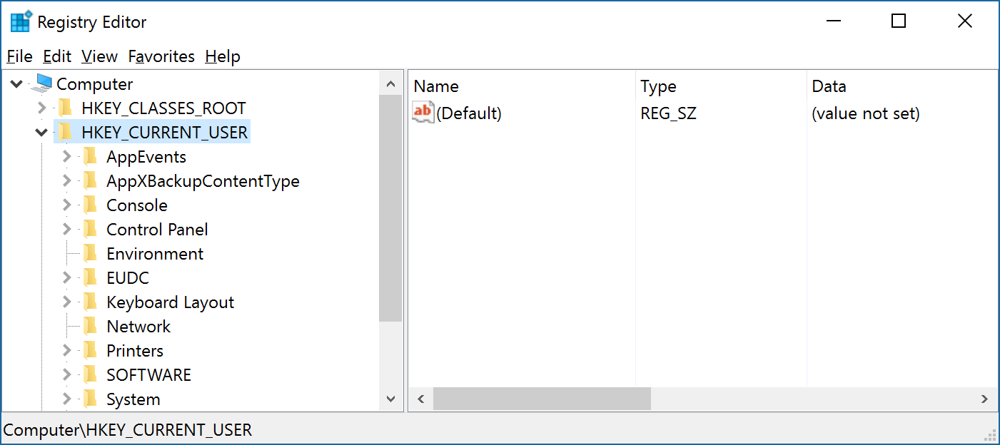 Registry Editor
File Edit View Favorites Help
Computer
HKEY_CLASSES_ROOT
HKEY_CURRENT_USER
AppEvents
AppXBackupContentType
Console
Control Panel
Environment
EUDC
Keyboard Layout
Network
Printers
SOFTWARE
System
Name Type Data
ab (Default) REG_SZ (value not set)
Computer\HKEY_CURRENT_USER